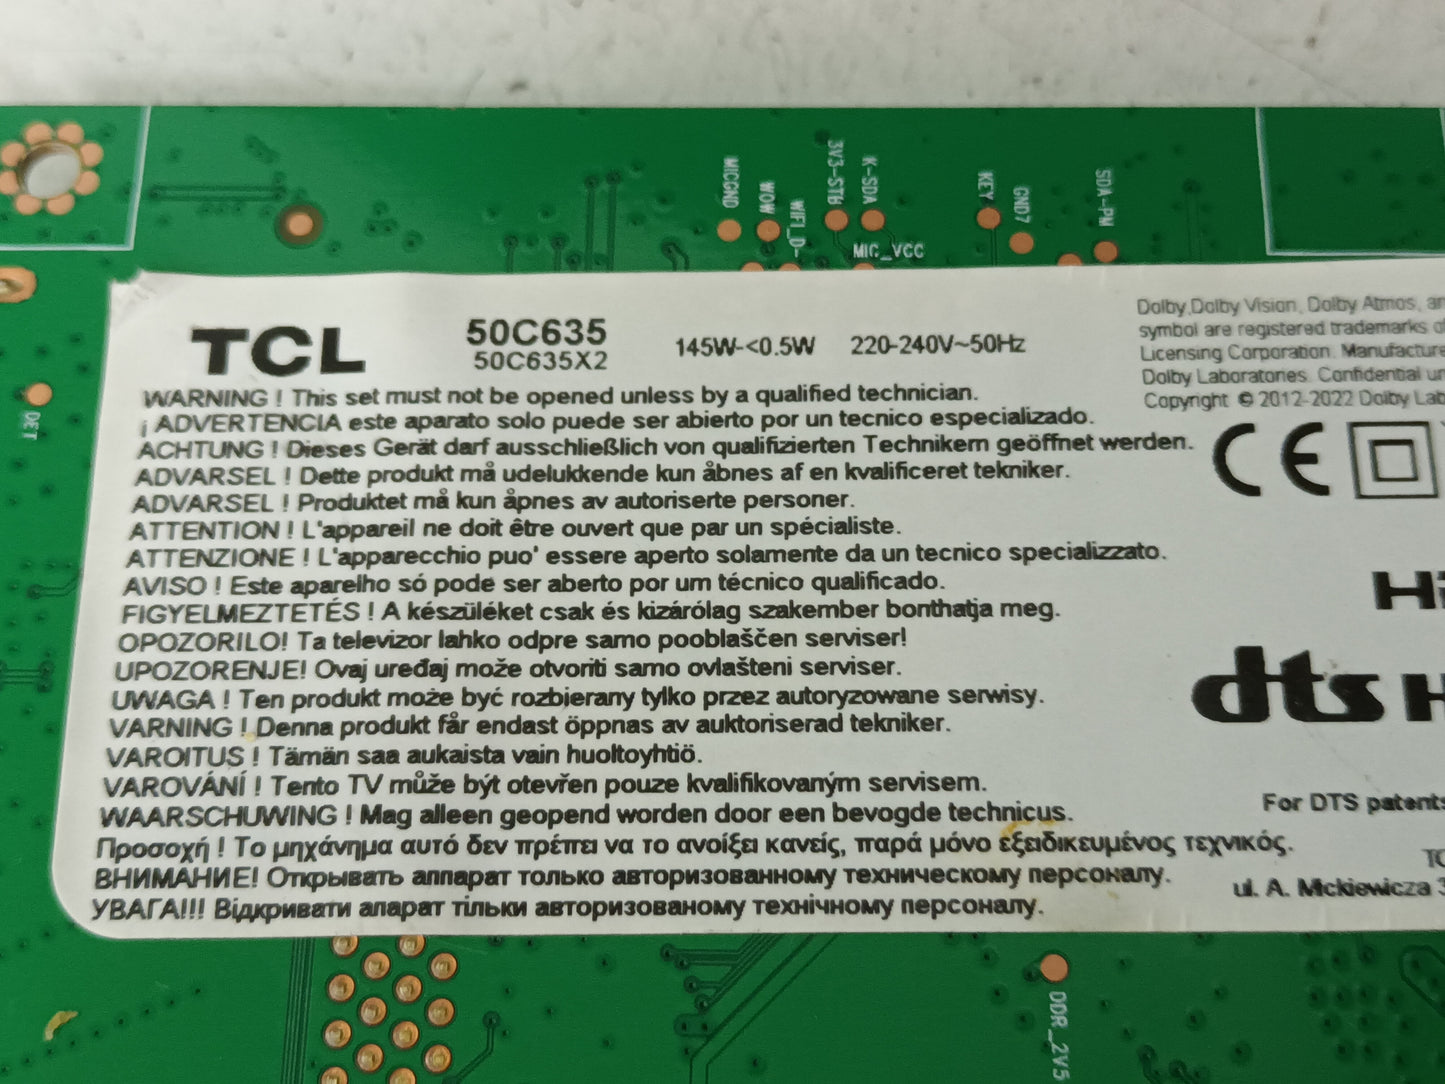 MICGND
WOW
WIFI_D-
3V3-STB
K-SDA
MIC_VCC
KEY
GND7
SDA-PW
DET
TCL
50C635
50C635X2
145W-<0.5W 220-240V~50Hz
Dolby,Dolby Vision, Dolby Atmos,
symbol are registered trademarks
Licensing Corporation.
Dolby Laboratories. Confidential
Copyright © 2012-2022 Dolby
WARNING ! This set must not be opened unless by a qualified technician.
¡ ADVERTENCIA este aparato solo puede ser abierto por un tecnico especializado.
ACHTUNG ! Dieses Gerät darf ausschließlich von qualifizierten Technikern geöffnet werden.
ADVARSEL ! Dette produkt må udelukkende kun åbnes af en kvalificeret tekniker.
ADVARSEL ! Produktet må kun åpnes av autoriserte personer.
ATTENTION ! L'appareil ne doit être ouvert que par un spécialiste.
ATTENZIONE ! L'apparecchio puo' essere aperto solamente da un tecnico specializzato.
AVISO ! Este aparelho só pode ser aberto por um técnico qualificado.
FIGYELMEZTETÉS ! A készüléket csak és kizárólag szakember bonthatja meg.
OPOZORILO! Ta televizor lahko odpre samo pooblaščen serviser!
UPOZORENJE! Ovaj uređaj može otvoriti samo ovlašteni serviser.
UWAGA ! Ten produkt może być rozbierany tylko przez autoryzowane serwisy.
VARNING ! Denna produkt får endast öppnas av auktoriserad tekniker.
VAROITUS ! Tämän saa aukaista vain huoltoyhtiö.
VAROVÁNÍ ! Tento TV může být otevřen pouze kvalifikovaným servisem.
WAARSCHUWING ! Mag alleen geopend worden door een bevogde technicus.
Προσοχή ! Το μηχάνημα αυτό δεν πρέπει να το ανοίξει κανείς, παρά μόνο εξειδικευμένος τεχνικός.
ВНИМАНИЕ! Открывать аппарат только авторизованному техническому персоналу.
УВАГА!!! Відкривати апарат тільки авторизованому технічному персоналу.
CE
dts
For DTS patents
ul. A. Mickiewicza
DDR_2V5